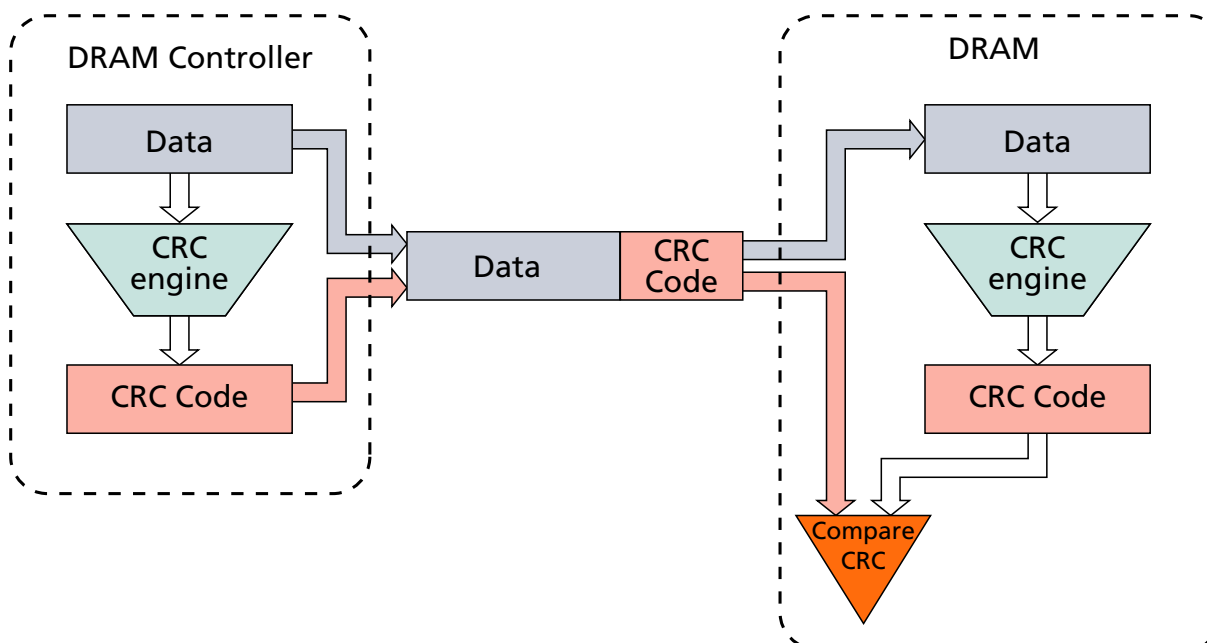 DRAM Controller
Data
CRC
engine
CRC Code
Data
CRC
Code
DRAM
Data
CRC
engine
CRC Code
Compare
CRC